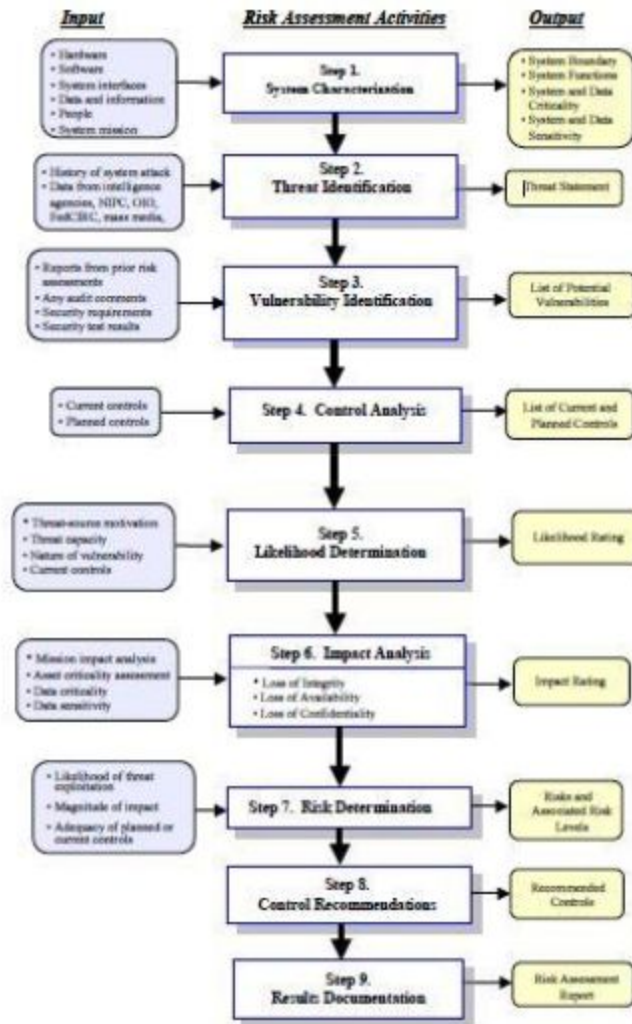 Input
Risk Assessment Activities
Output
• Hardware
• Software
• System interfaces
• Data and information
• People
• System mission
Step 1.
System Characterization
• System Boundary
• System Functions
• System and Data
Criticality
• System and Data
Sensitivity
• History of system attack
• Data from intelligence
agencies, NIPC, OIG,
FedCIRC, mass media,
Step 2.
Threat Identification
Threat Statement
• Reports from prior risk
assessments
• Any audit comments
• Security requirements
• Security test results
Step 3.
Vulnerability Identification
List of Potential
Vulnerabilities
• Current controls
• Planned controls
Step 4. Control Analysis
List of Current and
Planned Controls
• Threat-source motivation
• Threat capacity
• Nature of vulnerability
• Current controls
Step 5.
Likelihood Determination
Likelihood Rating
• Mission impact analysis
• Asset criticality assessment
• Data criticality
• Data sensitivity
Step 6. Impact Analysis
• Loss of Integrity
• Loss of Availability
• Loss of Confidentiality
Impact Rating
• Likelihood of threat
exploitation
• Magnitude of impact
• Adequacy of planned or
current controls
Step 7. Risk Determination
Risks and
Associated Risk
Levels
Step 8.
Control Recommendations
Recommended
Controls
Step 9.
Results Documentation
Risk Assessment
Report